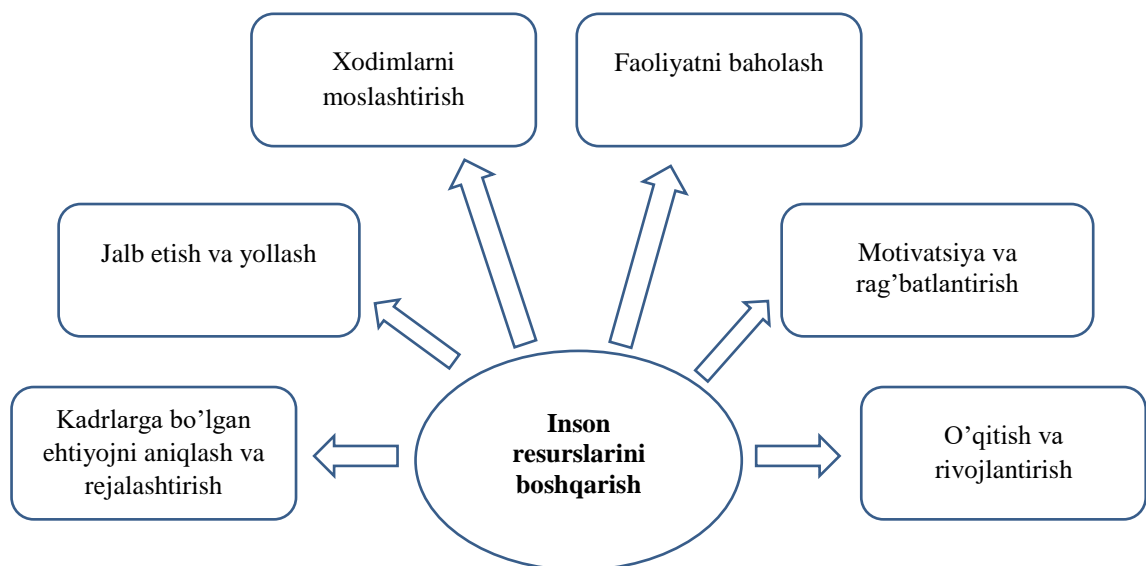 Xodimlarni
moslashtirish
Faoliyatni baholash
Jalb etish va yollash
Motivatsiya va
rag’batlantirish
Kadrlarga bo’lgan
ehtiyojni aniqlash va
rejalashtirish
Inson
resurslarini
boshqarish
O’qitish va
rivojlantirish